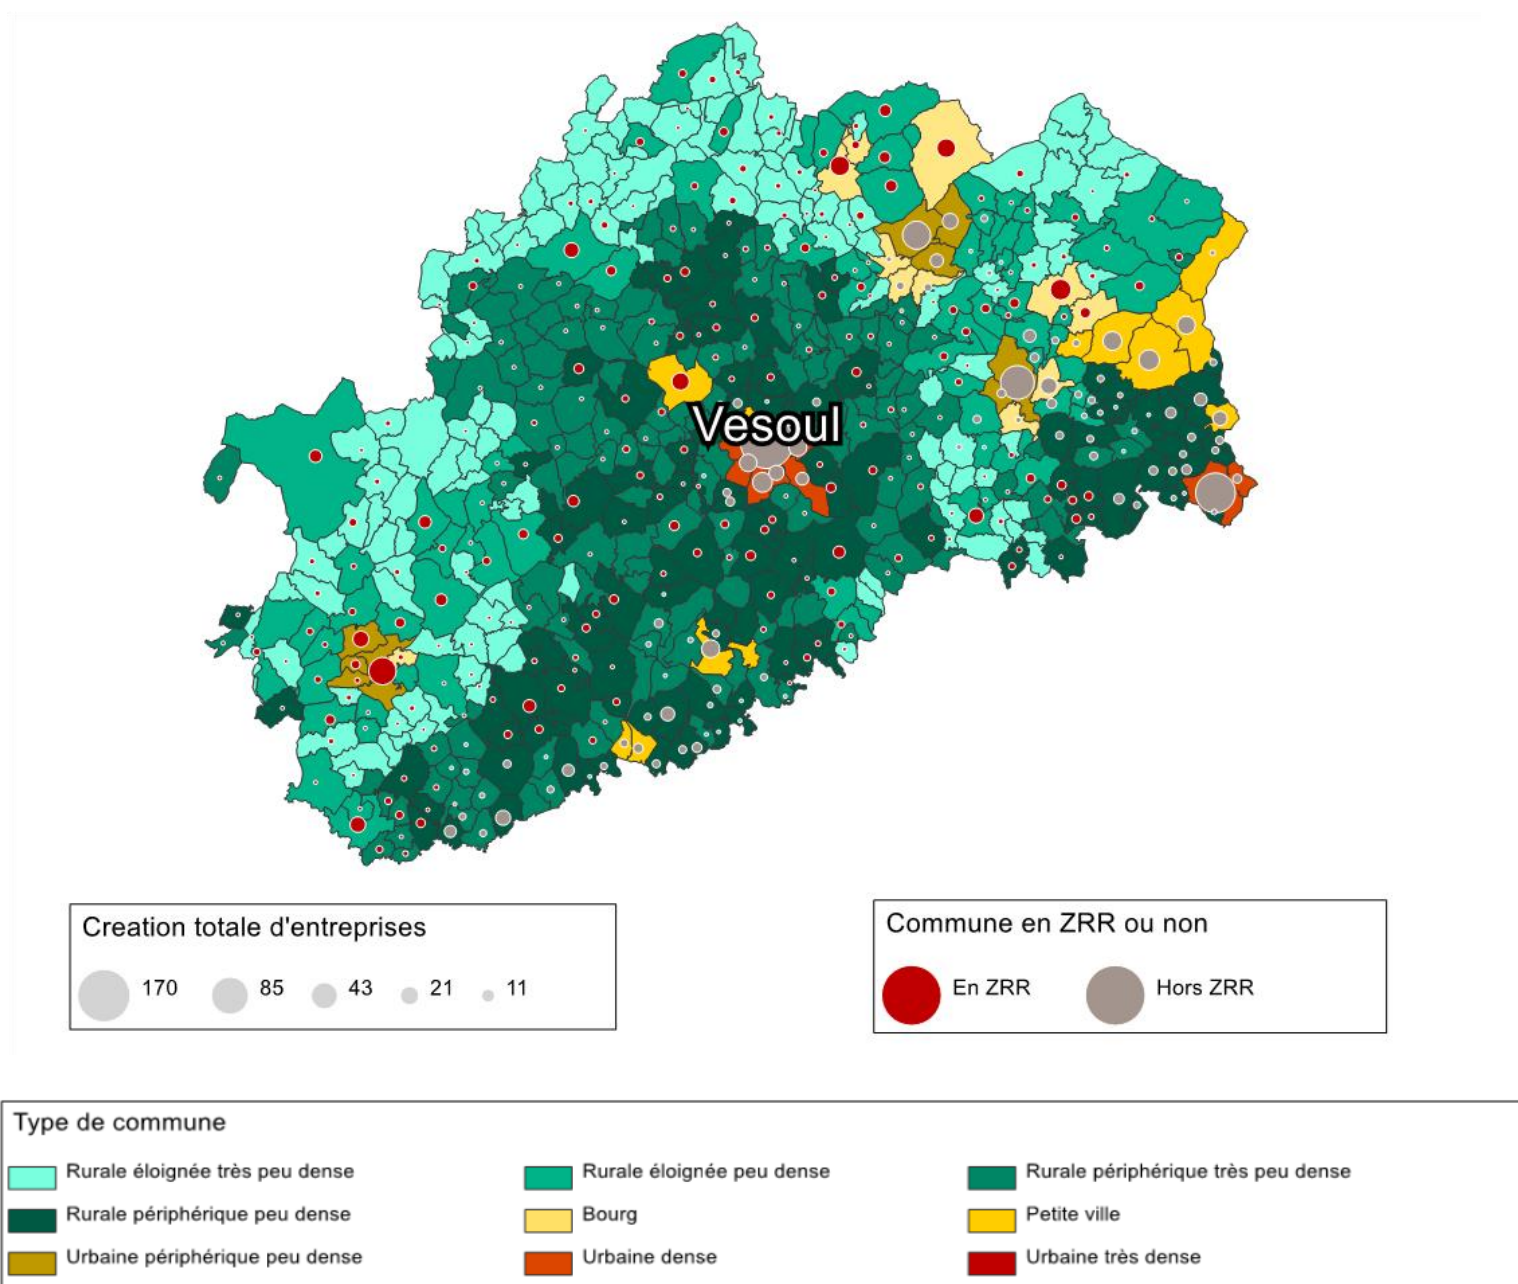 Vesoul
Creation totale d'entreprises
170 85 43 21 11
Commune en ZRR ou non
En ZRR Hors ZRR
Type de commune
Rurale éloignée très peu dense Rurale éloignée peu dense Rurale périphérique très peu dense
Rurale périphérique peu dense Bourg Petite ville
Urbaine périphérique peu dense Urbaine dense Urbaine très dense